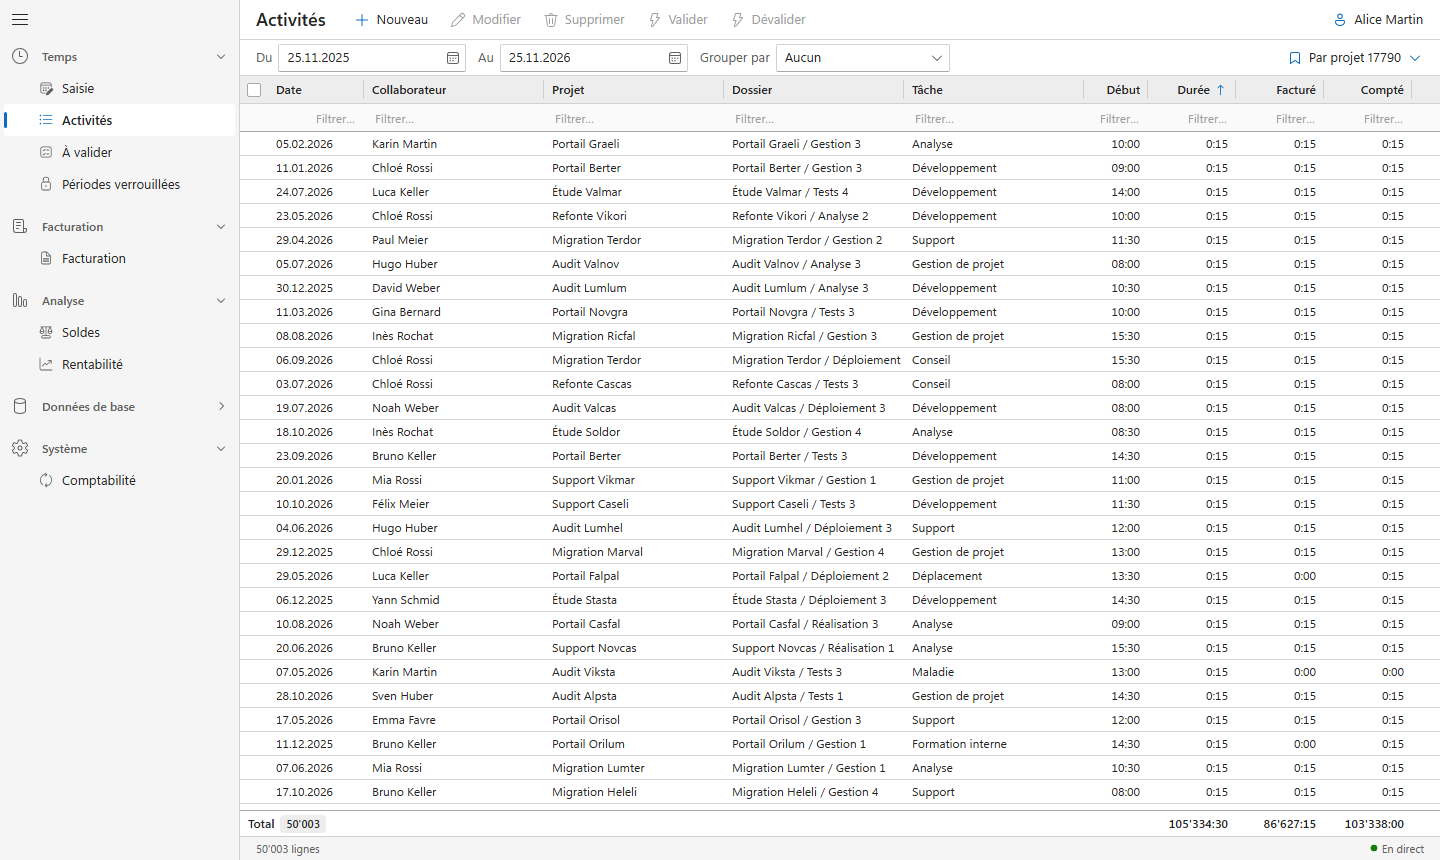 Activités Nouveau Modifier Supprimer Valider Dévalider Alice Martin
Du 25.11.2025 Au 25.11.2026 Grouper par Aucun Par projet 17790
Temps
Saisie
Activités
À valider
Périodes verrouillées
Facturation
Facturation
Analyse
Soldes
Rentabilité
Données de base
Système
Comptabilité
Date Collaborateur Projet Dossier Tâche Début Durée Facturé Compté
Filtrer... Filtrer... Filtrer... Filtrer... Filtrer... Filtrer... Filtrer... Filtrer... Filtrer...
05.02.2026 Karin Martin Portail Graeli Portail Graeli / Gestion 3 Analyse 10:00 0:15 0:15 0:15
11.01.2026 Chloé Rossi Portail Berter Portail Berter / Gestion 3 Développement 09:00 0:15 0:15 0:15
24.07.2026 Luca Keller Étude Valmar Étude Valmar / Tests 4 Développement 14:00 0:15 0:15 0:15
23.05.2026 Chloé Rossi Refonte Vikori Refonte Vikori / Analyse 2 Développement 10:00 0:15 0:15 0:15
29.04.2026 Paul Meier Migration Terdor Migration Terdor / Gestion 2 Support 11:30 0:15 0:15 0:15
05.07.2026 Hugo Huber Audit Valnov Audit Valnov / Analyse 3 Gestion de projet 08:00 0:15 0:15 0:15
30.12.2025 David Weber Audit Lumlum Audit Lumlum / Analyse 3 Développement 10:30 0:15 0:15 0:15
11.03.2026 Gina Bernard Portail Novgra Portail Novgra / Tests 3 Développement 10:00 0:15 0:15 0:15
08.08.2026 Inès Rochat Migration Ricfal Migration Ricfal / Gestion 3 Gestion de projet 15:30 0:15 0:15 0:15
06.09.2026 Chloé Rossi Migration Terdor Migration Terdor / Déploiement Conseil 15:30 0:15 0:15 0:15
03.07.2026 Chloé Rossi Refonte Cascas Refonte Cascas / Tests 3 Conseil 08:00 0:15 0:15 0:15
19.07.2026 Noah Weber Audit Valcas Audit Valcas / Déploiement 3 Développement 08:00 0:15 0:15 0:15
18.10.2026 Inès Rochat Étude Soldor Étude Soldor / Gestion 4 Analyse 08:30 0:15 0:15 0:15
23.09.2026 Bruno Keller Portail Berter Portail Berter / Tests 3 Développement 14:30 0:15 0:15 0:15
20.01.2026 Mia Rossi Support Vikmar Support Vikmar / Gestion 1 Gestion de projet 11:00 0:15 0:15 0:15
10.10.2026 Félix Meier Support Caseli Support Caseli / Tests 3 Développement 11:30 0:15 0:15 0:15
04.06.2026 Hugo Huber Audit Lumhel Audit Lumhel / Déploiement 3 Support 12:00 0:15 0:15 0:15
29.12.2025 Chloé Rossi Migration Marval Migration Marval / Gestion 4 Gestion de projet 13:00 0:15 0:15 0:15
29.05.2026 Luca Keller Portail Falpal Portail Falpal / Déploiement 2 Déplacement 13:30 0:15 0:00 0:15
06.12.2025 Yann Schmid Étude Stasta Étude Stasta / Déploiement 3 Développement 14:30 0:15 0:15 0:15
10.08.2026 Noah Weber Portail Casfal Portail Casfal / Réalisation 3 Analyse 09:00 0:15 0:15 0:15
20.06.2026 Bruno Keller Support Novcas Support Novcas / Réalisation 1 Analyse 15:30 0:15 0:15 0:15
07.05.2026 Karin Martin Audit Viksta Audit Viksta / Tests 3 Maladie 13:00 0:15 0:00 0:00
28.10.2026 Sven Huber Audit Alpsta Audit Alpsta / Tests 1 Gestion de projet 14:30 0:15 0:15 0:15
17.05.2026 Emma Favre Portail Orisol Portail Orisol / Gestion 3 Support 12:00 0:15 0:15 0:15
11.12.2025 Bruno Keller Portail Orilum Portail Orilum / Gestion 1 Formation interne 14:30 0:15 0:00 0:15
07.06.2026 Mia Rossi Migration Lumter Migration Lumter / Gestion 1 Analyse 10:30 0:15 0:15 0:15
17.10.2026 Bruno Keller Migration Heleli Migration Heleli / Gestion 4 Support 08:00 0:15 0:15 0:15
Total 50'003 105'334:30 86'627:15 103'338:00
50'003 lignes En direct